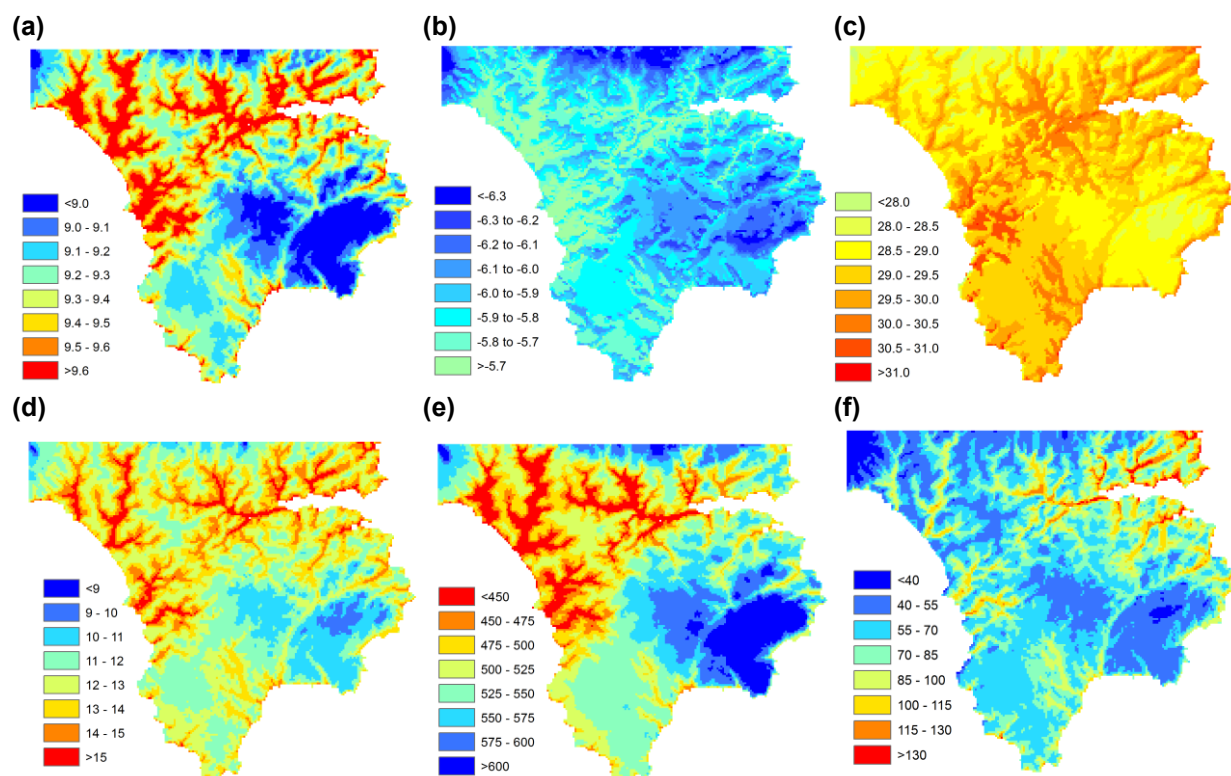 (a)
<9.0
9.0 - 9.1
9.1 - 9.2
9.2 - 9.3
9.3 - 9.4
9.4 - 9.5
9.5 - 9.6
>9.6
(b)
<-6.3
-6.3 to -6.2
-6.2 to -6.1
-6.1 to -6.0
-6.0 to -5.9
-5.9 to -5.8
-5.8 to -5.7
>-5.7
(c)
<28.0
28.0 - 28.5
28.5 - 29.0
29.0 - 29.5
29.5 - 30.0
30.0 - 30.5
30.5 - 31.0
>31.0
(d)
<9
9 - 10
10 - 11
11 - 12
12 - 13
13 - 14
14 - 15
>15
(e)
<450
450 - 475
475 - 500
500 - 525
525 - 550
550 - 575
575 - 600
>600
(f)
<40
40 - 55
55 - 70
70 - 85
85 - 100
100 - 115
115 - 130
>130